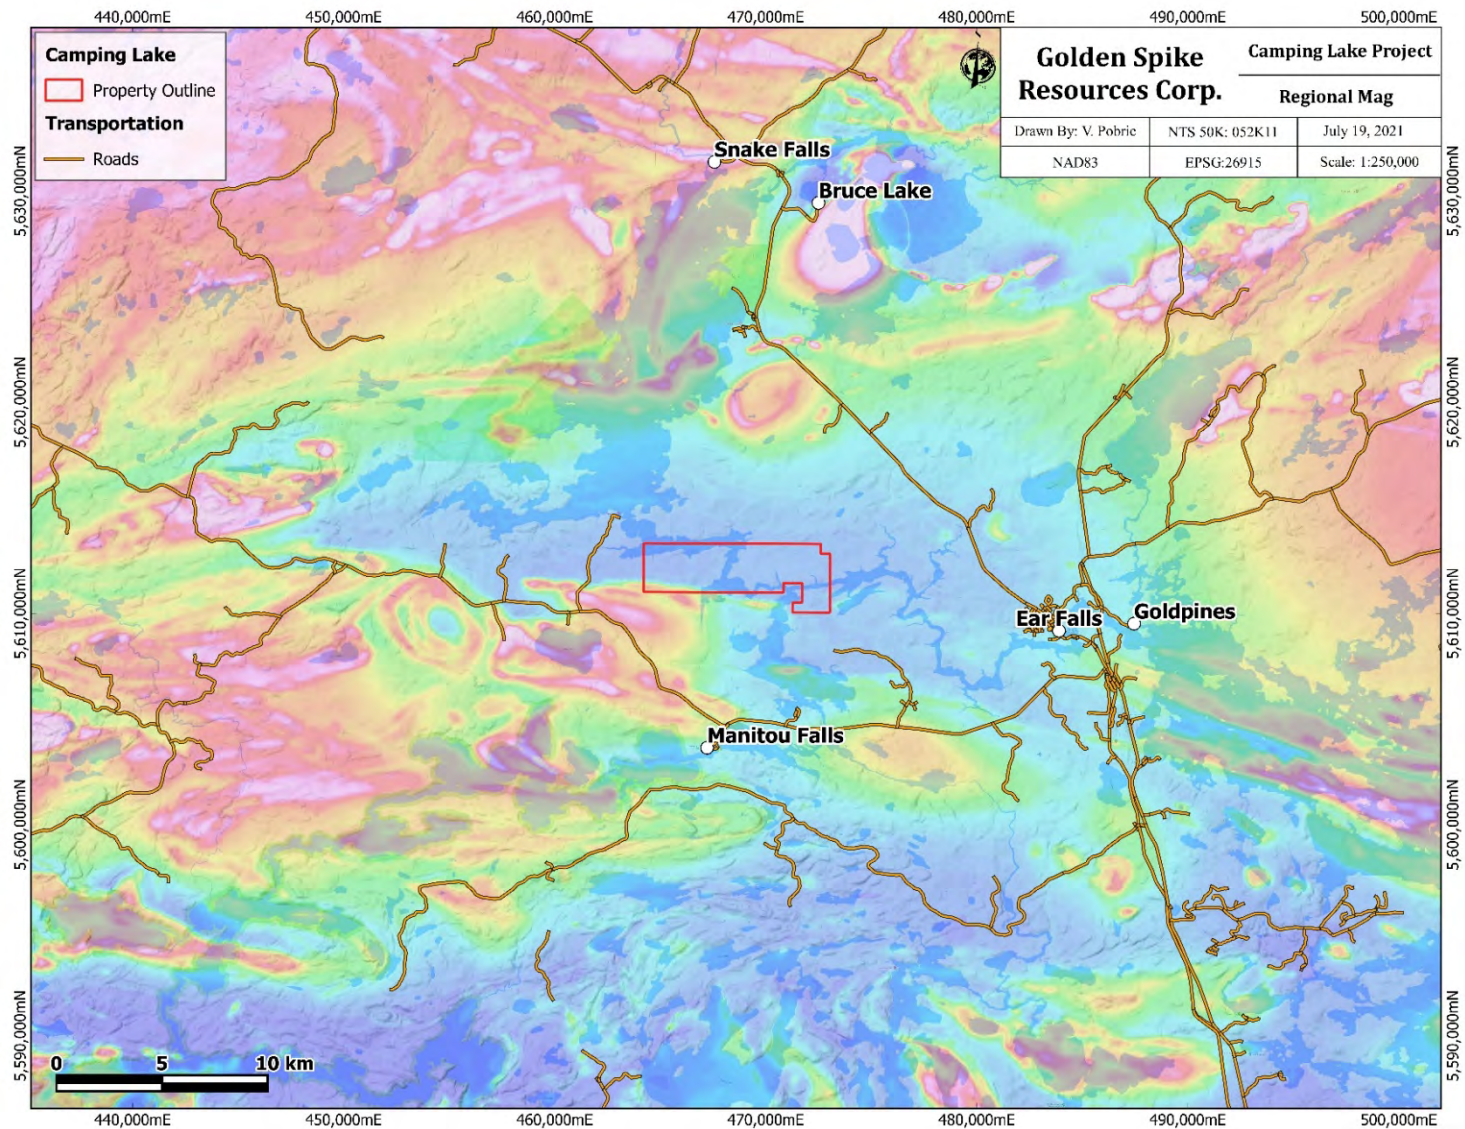 440,000mE 450,000mE 460,000mE 470,000mE 480,000mE 490,000mE 500,000mE
Camping Lake
Property Outline
Transportation
Roads
Golden Spike
Resources Corp.
Camping Lake Project
Regional Mag
Drawn By: V. Pobric
NTS 50K: 052K11
July 19, 2021
NAD83
EPSG:26915
Scale: 1:250,000
Snake Falls
Bruce Lake
5,630,000mN
5,630,000mN
5,620,000mN
5,620,000mN
5,610,000mN
5,610,000mN
Ear Falls
Goldpines
Manitou Falls
5,600,000mN
5,600,000mN
5,590,000mN
5,590,000mN
0 5 10 km
440,000mE 450,000mE 460,000mE 470,000mE 480,000mE 490,000mE 500,000mE